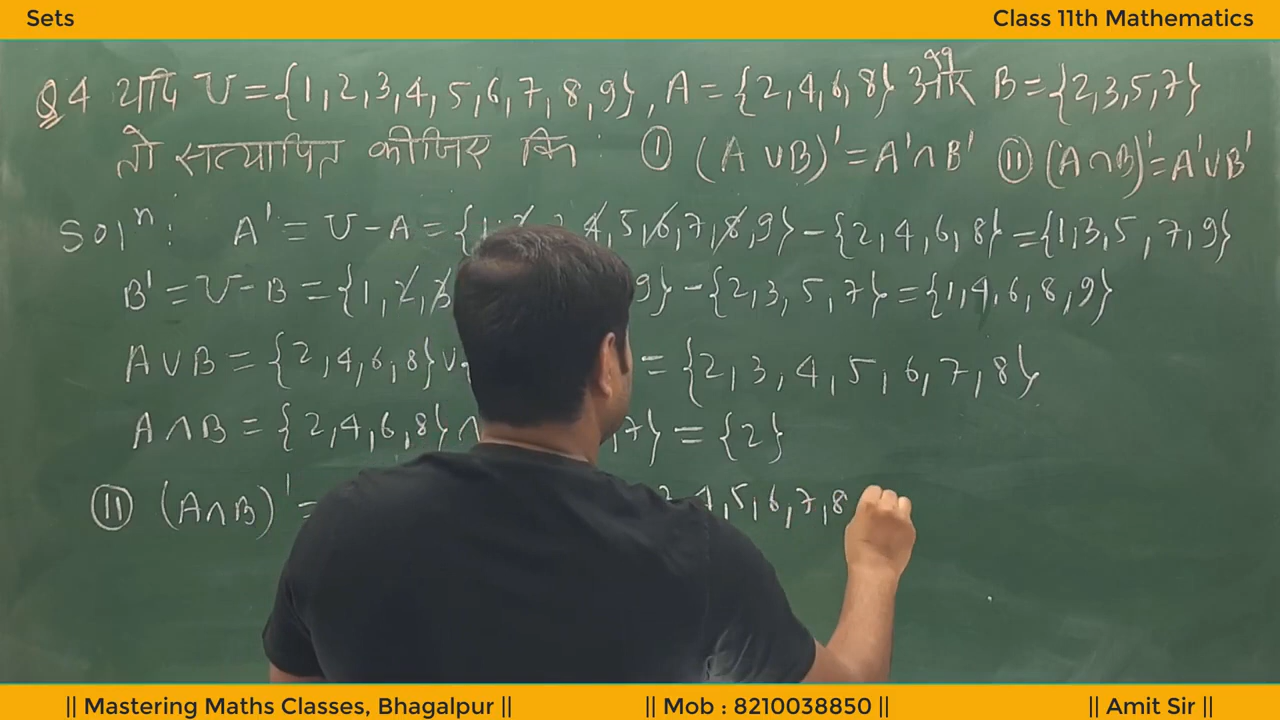 Sets
Class 11th Mathematics
Q4 यदि U = {1,2,3,4,5,6,7,8,9}, A = {2,4,6,8} और B = {2,3,5,7}
तो सत्यापित कीजिए कि : (i) (A∪B)' = A'∩B' (ii) (A∩B)' = A'∪B'
Solⁿ: A' = U-A = {1, 4,5,6,7,8,9} - {2,4,6,8} = {1,3,5,7,9}
B' = U-B = {1,2,3 9} - {2,3,5,7} = {1,4,6,8,9}
A∪B = {2,4,6,8}∪{ = {2,3,4,5,6,7,8}
A∩B = {2,4,6,8}∩ ,7} = {2}
(ii) (A∩B)' = 4,5,6,7,8
|| Mastering Maths Classes, Bhagalpur ||
|| Mob : 8210038850 ||
|| Amit Sir ||